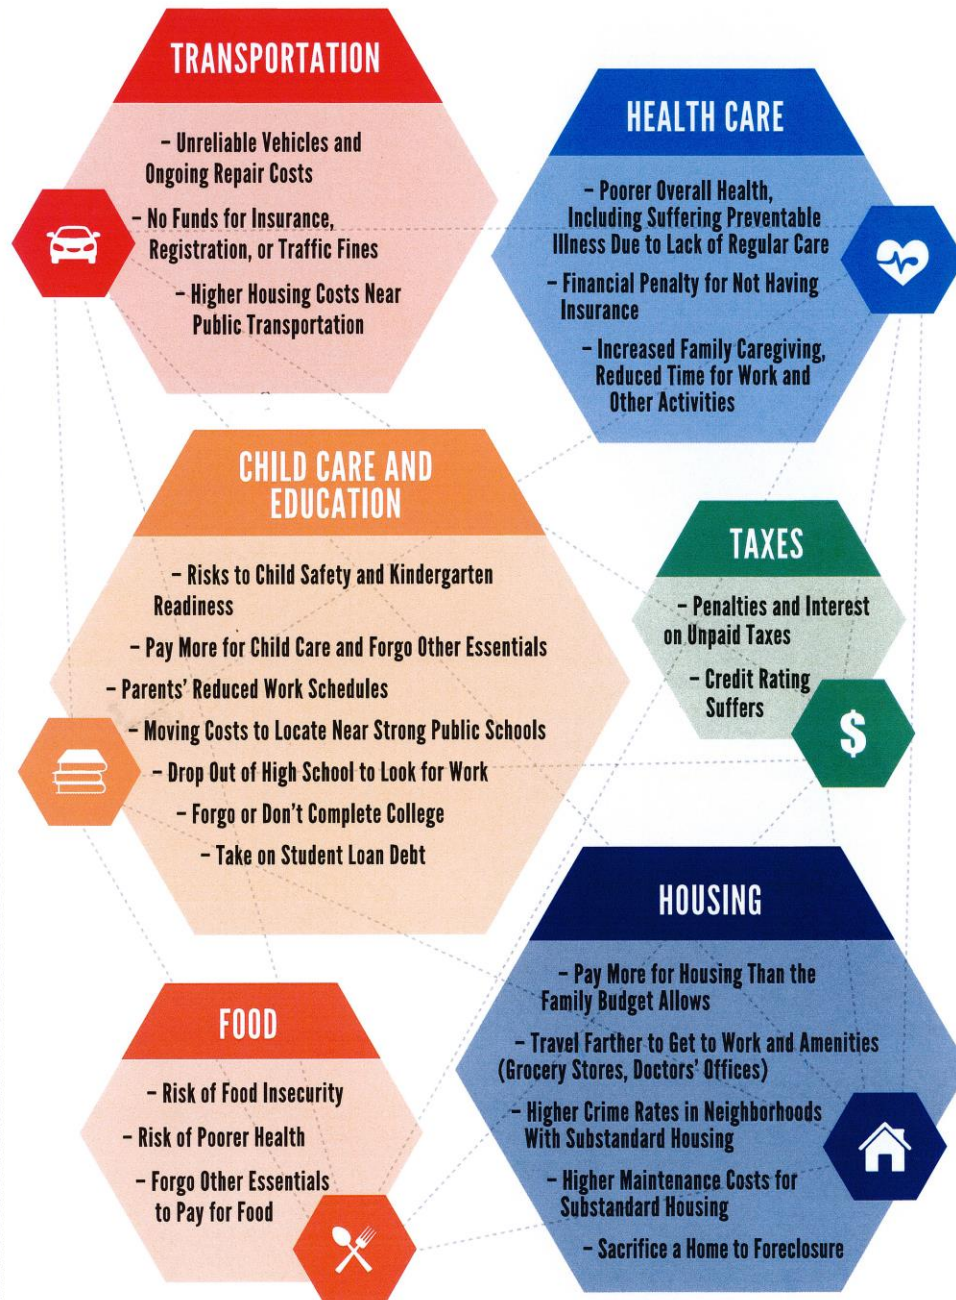 TRANSPORTATION
– Unreliable Vehicles and
Ongoing Repair Costs
– No Funds for Insurance,
Registration, or Traffic Fines
– Higher Housing Costs Near
Public Transportation
HEALTH CARE
– Poorer Overall Health,
Including Suffering Preventable
Illness Due to Lack of Regular Care
– Financial Penalty for Not Having
Insurance
– Increased Family Caregiving,
Reduced Time for Work and
Other Activities
CHILD CARE AND
EDUCATION
– Risks to Child Safety and Kindergarten
Readiness
– Pay More for Child Care and Forgo Other Essentials
– Parents’ Reduced Work Schedules
– Moving Costs to Locate Near Strong Public Schools
– Drop Out of High School to Look for Work
– Forgo or Don’t Complete College
– Take on Student Loan Debt
TAXES
– Penalties and Interest
on Unpaid Taxes
– Credit Rating
Suffers
$
FOOD
– Risk of Food Insecurity
– Risk of Poorer Health
– Forgo Other Essentials
to Pay for Food
HOUSING
– Pay More for Housing Than the
Family Budget Allows
– Travel Farther to Get to Work and Amenities
(Grocery Stores, Doctors’ Offices)
– Higher Crime Rates in Neighborhoods
With Substandard Housing
– Higher Maintenance Costs for
Substandard Housing
– Sacrifice a Home to Foreclosure